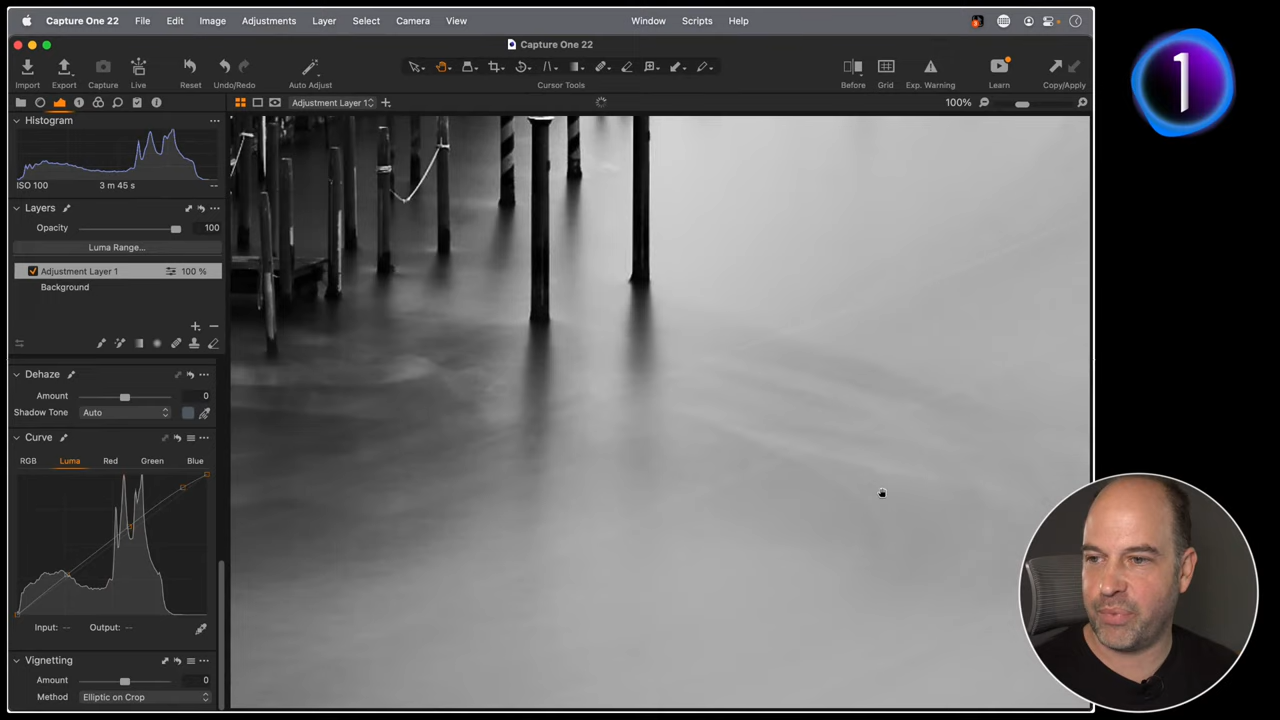 Capture One 22 File Edit Image Adjustments Layer Select Camera View Window Scripts Help
Capture One 22
Import Export Capture Live Reset Undo/Redo Auto Adjust Cursor Tools Before Grid Exp. Warning Learn Copy/Apply
Adjustment Layer 1 100%
Histogram
ISO 100 3 m 45 s --
Layers
Opacity 100
Luma Range...
Adjustment Layer 1 100 %
Background
Dehaze
Amount 0
Shadow Tone Auto
Curve
RGB Luma Red Green Blue
Input: -- Output: --
Vignetting
Amount 0
Method Elliptic on Crop
1